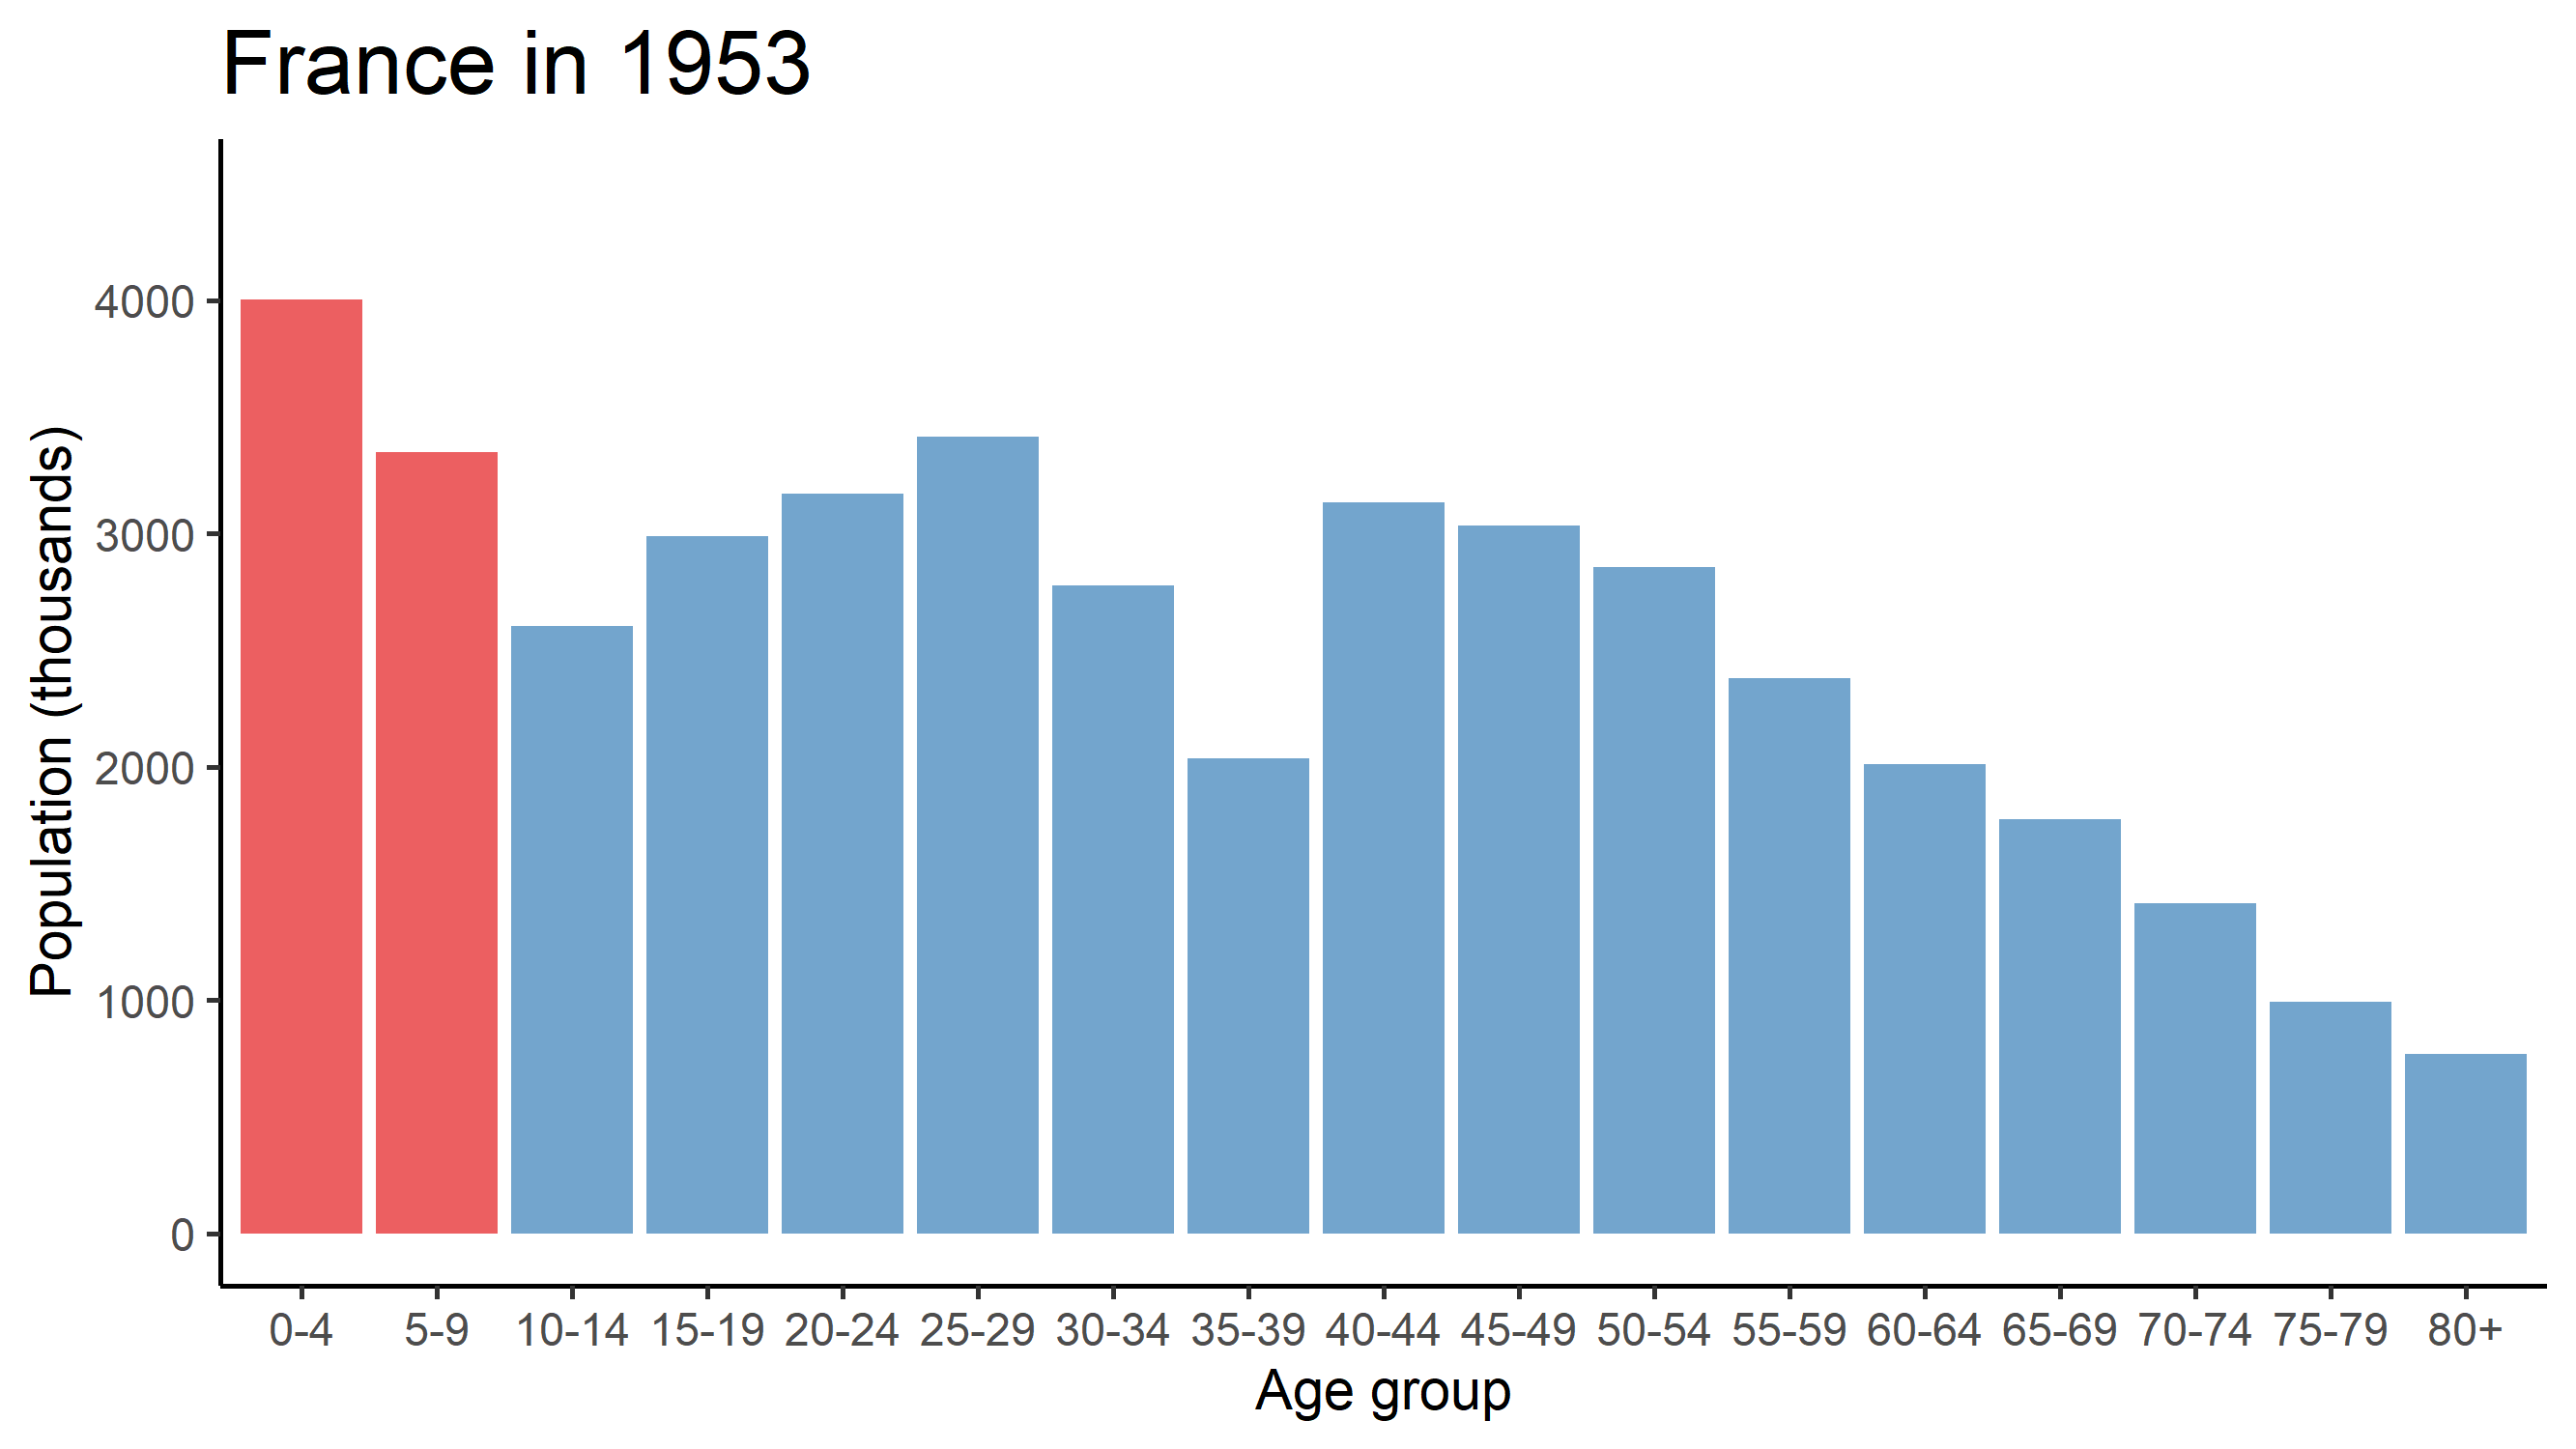 France in 1953
Population (thousands)
4000
3000
2000
1000
0
0-4 5-9 10-14 15-19 20-24 25-29 30-34 35-39 40-44 45-49 50-54 55-59 60-64 65-69 70-74 75-79 80+
Age group